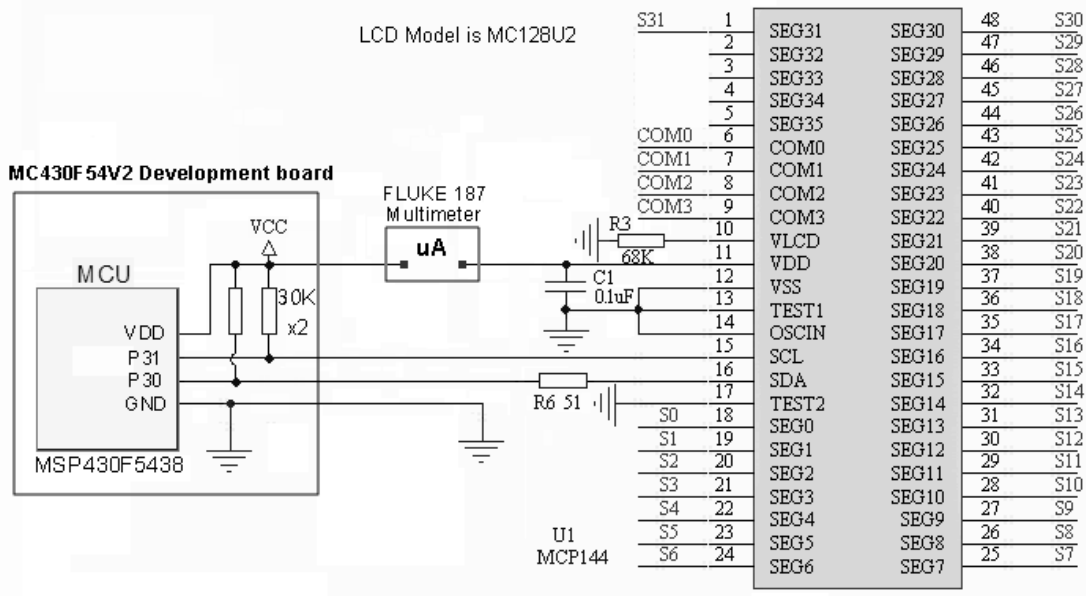 LCD Model is MC128U2
MC430F54V2 Development board
VCC
MCU
30K
x2
VDD
P31
P30
GND
MSP430F5438
FLUKE 187
Multimeter
uA
R3
68K
C1
0.1uF
R6 51
U1
MCP144
S31 1 SEG31 SEG30 48 S30
2 SEG32 SEG29 47 S29
3 SEG33 SEG28 46 S28
4 SEG34 SEG27 45 S27
5 SEG35 SEG26 44 S26
COM0 6 COM0 SEG25 43 S25
COM1 7 COM1 SEG24 42 S24
COM2 8 COM2 SEG23 41 S23
COM3 9 COM3 SEG22 40 S22
10 VLCD SEG21 39 S21
11 VDD SEG20 38 S20
12 VSS SEG19 37 S19
13 TEST1 SEG18 36 S18
14 OSCIN SEG17 35 S17
15 SCL SEG16 34 S16
16 SDA SEG15 33 S15
17 TEST2 SEG14 32 S14
S0 18 SEG0 SEG13 31 S13
S1 19 SEG1 SEG12 30 S12
S2 20 SEG2 SEG11 29 S11
S3 21 SEG3 SEG10 28 S10
S4 22 SEG4 SEG9 27 S9
S5 23 SEG5 SEG8 26 S8
S6 24 SEG6 SEG7 25 S7